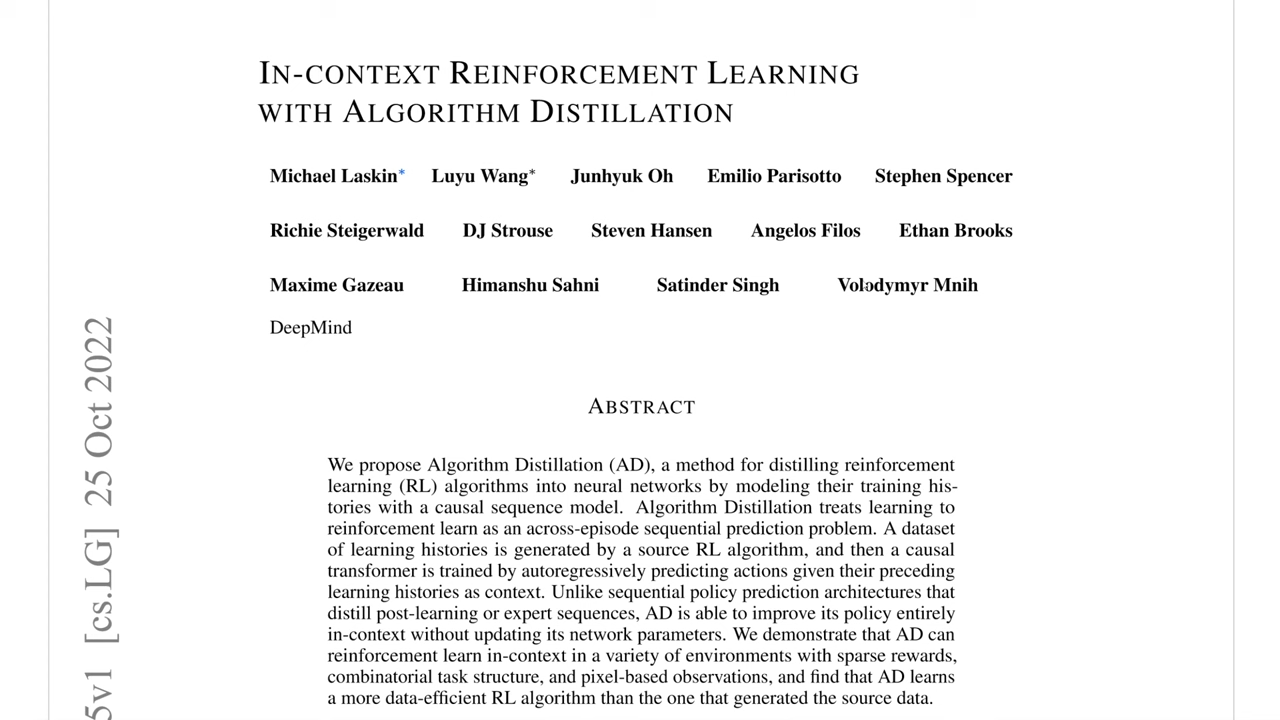 IN-CONTEXT REINFORCEMENT LEARNING
WITH ALGORITHM DISTILLATION
Michael Laskin* Luyu Wang* Junhyuk Oh Emilio Parisotto Stephen Spencer
Richie Steigerwald DJ Strouse Steven Hansen Angelos Filos Ethan Brooks
Maxime Gazeau Himanshu Sahni Satinder Singh Volodymyr Mnih
DeepMind
ABSTRACT
We propose Algorithm Distillation (AD), a method for distilling reinforcement
learning (RL) algorithms into neural networks by modeling their training his-
tories with a causal sequence model. Algorithm Distillation treats learning to
reinforcement learn as an across-episode sequential prediction problem. A dataset
of learning histories is generated by a source RL algorithm, and then a causal
transformer is trained by autoregressively predicting actions given their preceding
learning histories as context. Unlike sequential policy prediction architectures that
distill post-learning or expert sequences, AD is able to improve its policy entirely
in-context without updating its network parameters. We demonstrate that AD can
reinforcement learn in-context in a variety of environments with sparse rewards,
combinatorial task structure, and pixel-based observations, and find that AD learns
a more data-efficient RL algorithm than the one that generated the source data.
5v1 [cs.LG] 25 Oct 2022